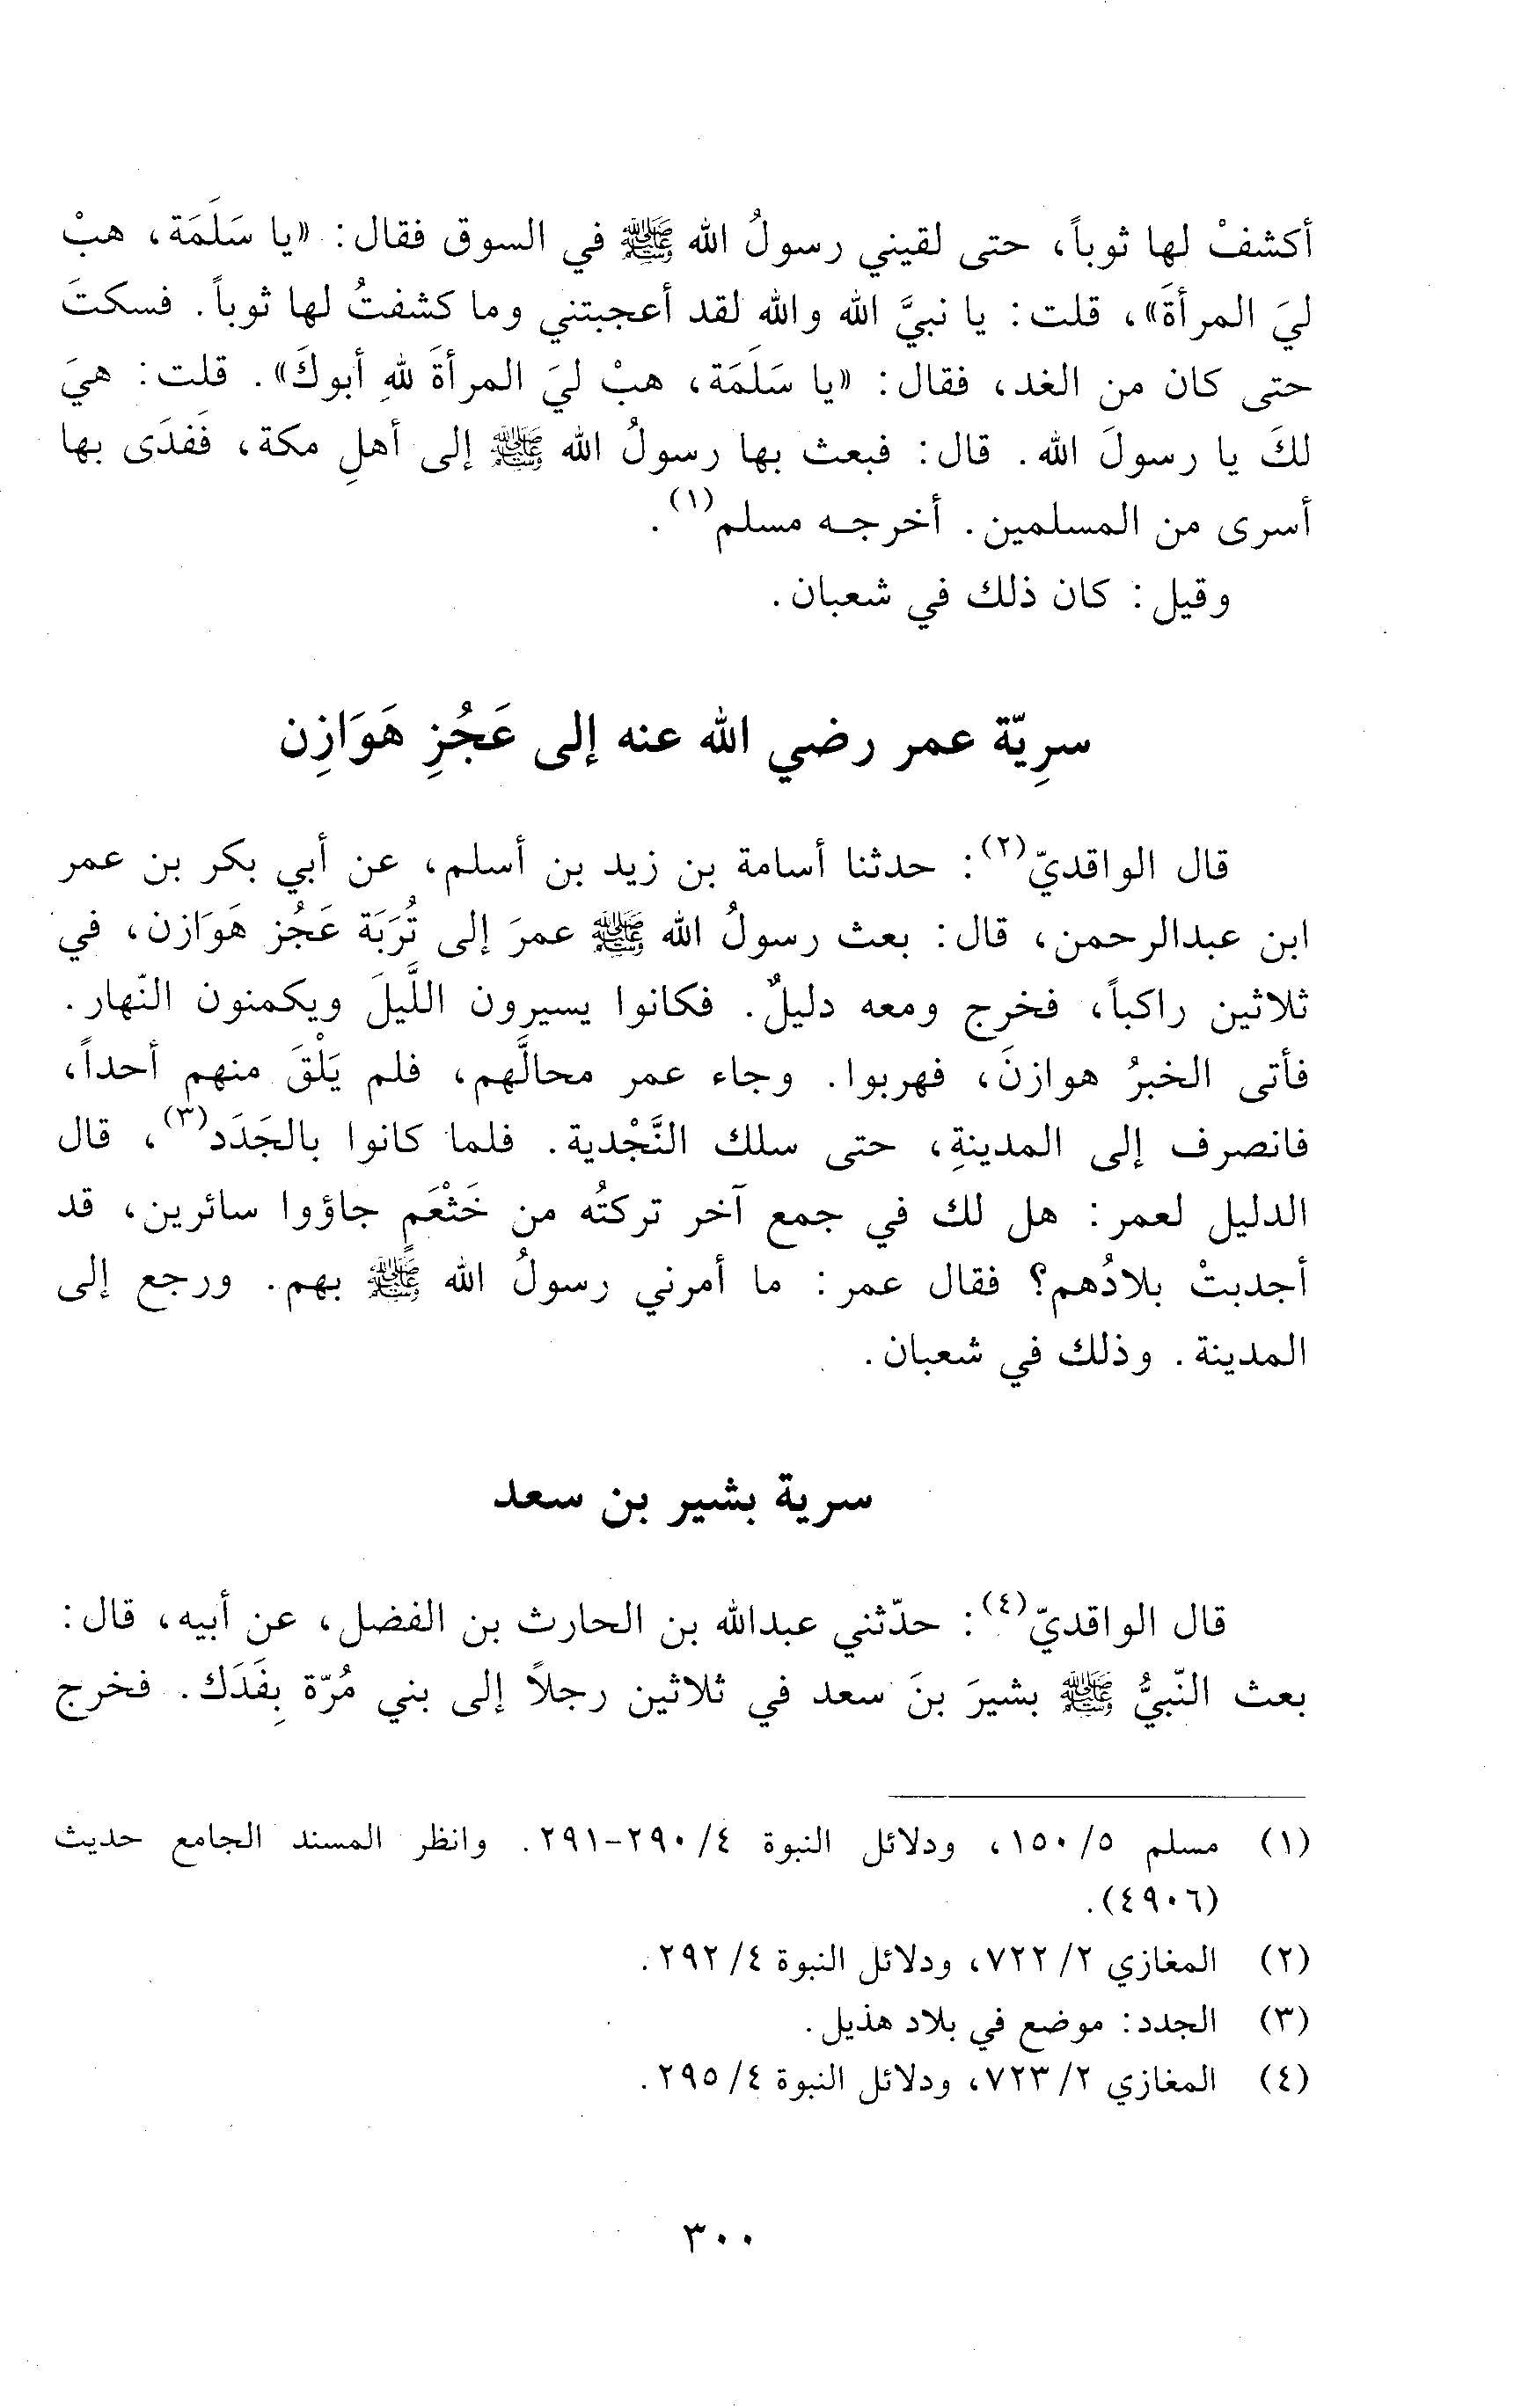 أكشفْ لها ثوباً، حتى لقيني رسولُ الله ﷺ في السوق فقال: «يا سَلَمَة، هبْ
ليَ المرأةَ»، قلت: يا نبيَّ الله والله لقد أعجبتني وما كشفتُ لها ثوباً. فسكتَ
حتى كان من الغد، فقال: «يا سَلَمَة، هبْ ليَ المرأةَ للهِ أبوكَ». قلت: هيَ
لكَ يا رسولَ الله. قال: فبعث بها رسولُ الله ﷺ إلى أهلِ مكة، فَفدَى بها
أسرى من المسلمين. أخرجه مسلم(١).
وقيل: كان ذلك في شعبان.
سرِيّة عمر رضي الله عنه إلى عَجُزِ هَوَازِن
قال الواقديّ(٢): حدثنا أسامة بن زيد بن أسلم، عن أبي بكر بن عمر
ابن عبدالرحمن، قال: بعث رسولُ الله ﷺ عمرَ إلى تُرَبَة عَجُز هَوَازن، في
ثلاثين راكباً، فخرج ومعه دليلٌ. فكانوا يسيرون اللَّيلَ ويكمنون النّهار.
فأتى الخبرُ هوازنَ، فهربوا. وجاء عمر محالَّهم، فلم يَلْقَ منهم أحداً،
فانصرف إلى المدينةِ، حتى سلك النَّجْدية. فلما كانوا بالجَدَد(٣)، قال
الدليل لعمر: هل لك في جمع آخر تركتُه من خَثْعَمٍ جاؤوا سائرين، قد
أجدبتْ بلادُهم؟ فقال عمر: ما أمرني رسولُ الله ﷺ بهم. ورجع إلى
المدينة. وذلك في شعبان.
سرية بشير بن سعد
قال الواقديّ(٤): حدّثني عبدالله بن الحارث بن الفضل، عن أبيه، قال:
بعث النّبيُّ ﷺ بشيرَ بنَ سعد في ثلاثين رجلاً إلى بني مُرّة بِفَدَك. فخرج
(١) مسلم ٥/ ١٥٠، ودلائل النبوة ٤/ ٢٩٠-٢٩١. وانظر المسند الجامع حديث
(٤٩٠٦).
(٢) المغازي ٢/ ٧٢٢، ودلائل النبوة ٤/ ٢٩٢.
(٣) الجدد: موضع في بلاد هذيل.
(٤) المغازي ٢/ ٧٢٣، ودلائل النبوة ٤/ ٢٩٥.
٣٠٠